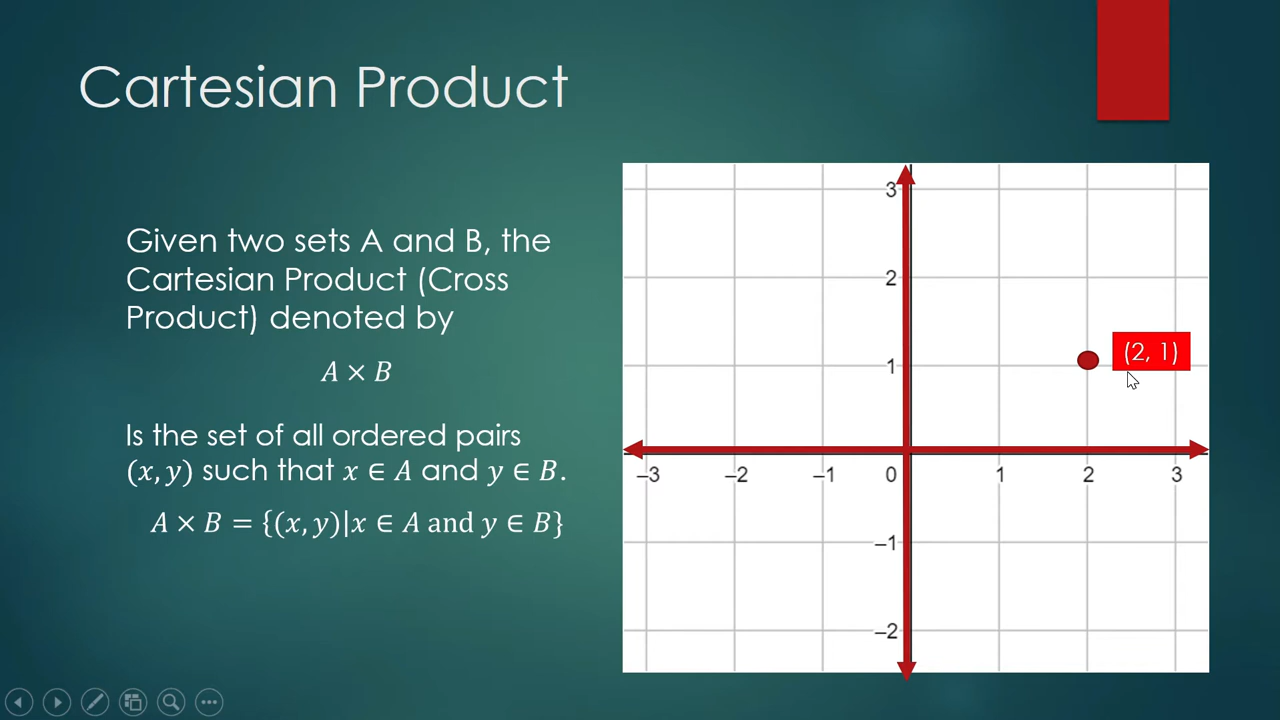 Cartesian Product
Given two sets A and B, the
Cartesian Product (Cross
Product) denoted by
𝐴 × 𝐵
Is the set of all ordered pairs
(𝑥, 𝑦) such that 𝑥 ∈ 𝐴 and 𝑦 ∈ 𝐵.
𝐴 × 𝐵 = {(𝑥, 𝑦)|𝑥 ∈ 𝐴 and 𝑦 ∈ 𝐵}
3
2
1
(2, 1)
–3 –2 –1 0 1 2 3
–1
–2